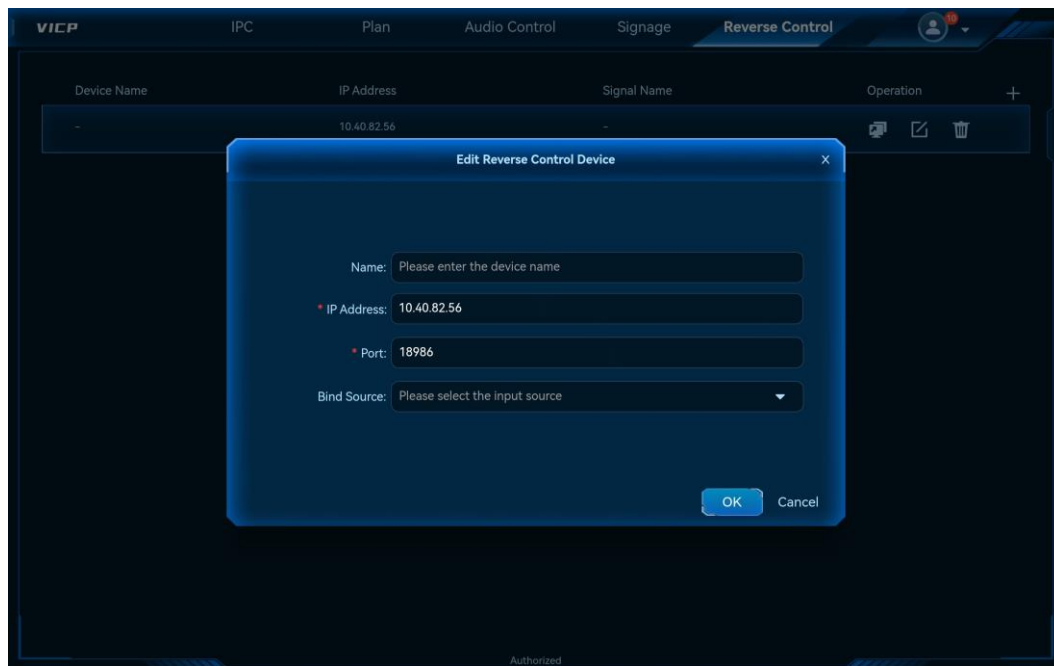 VICP IPC Plan Audio Control Signage Reverse Control 10
Device Name IP Address Signal Name Operation
- 10.40.82.56 -
Edit Reverse Control Device X
Name: Please enter the device name
* IP Address: 10.40.82.56
* Port: 18986
Bind Source: Please select the input source
OK Cancel
Authorized